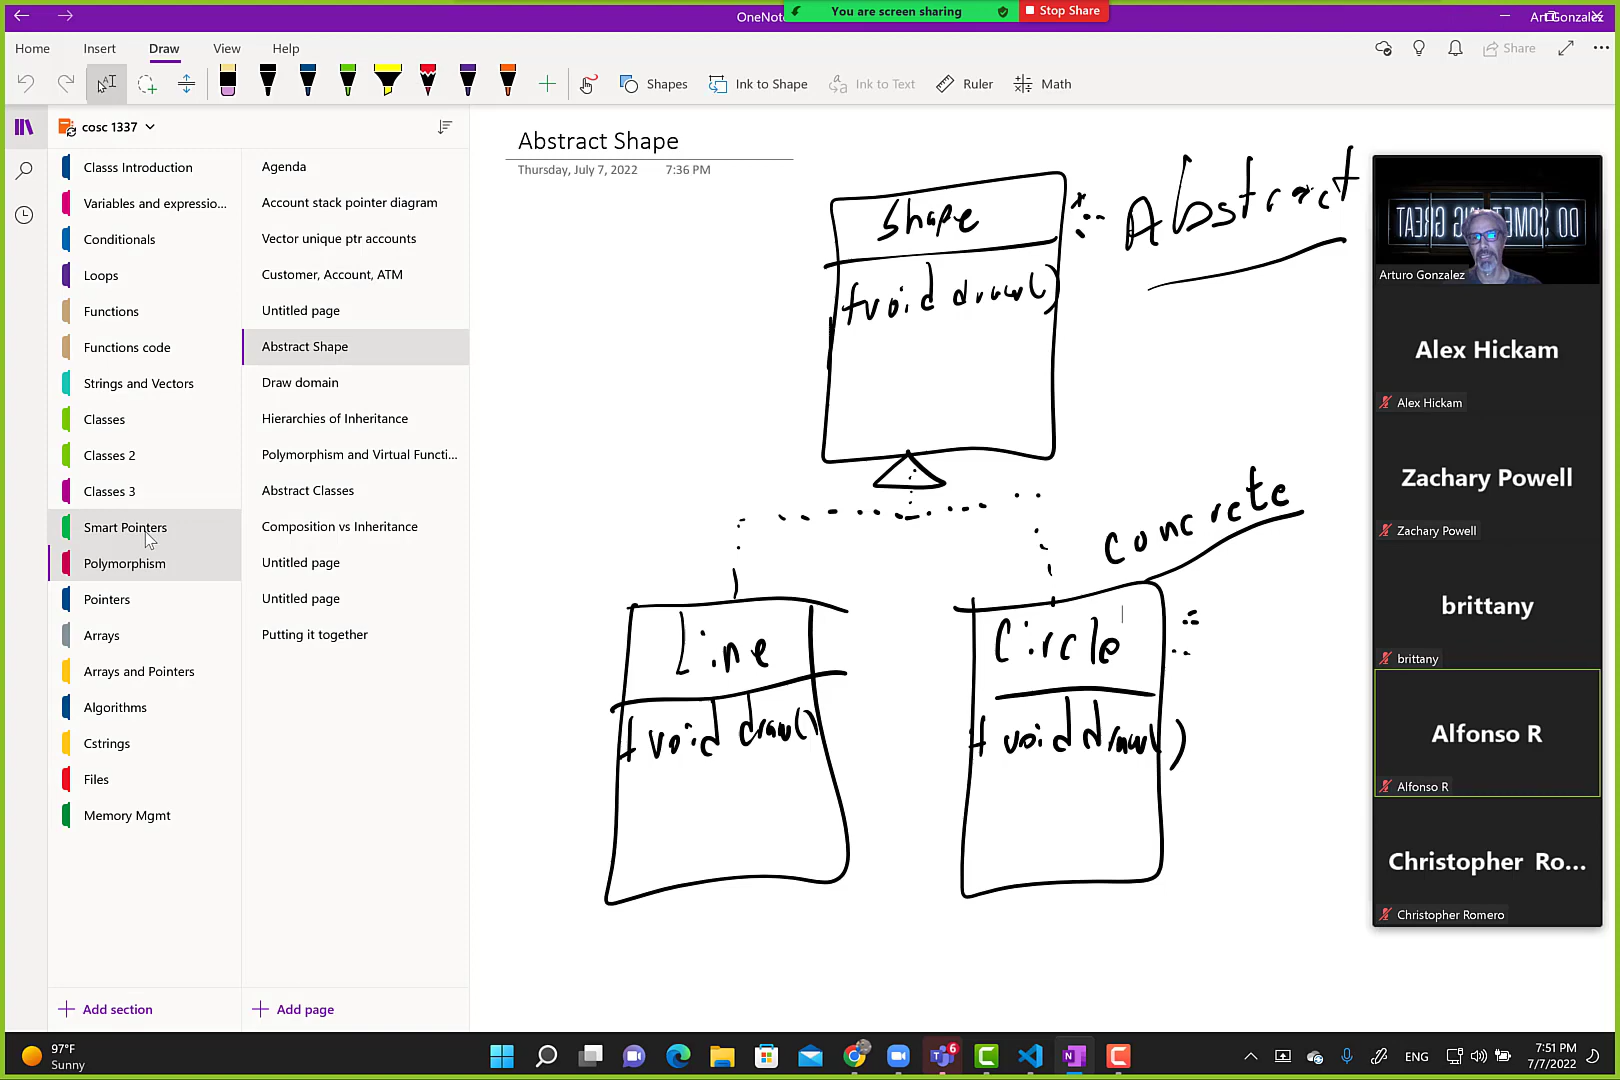 OneNote
You are screen sharing
Stop Share
Art Gonzalez
Home
Insert
Draw
View
Help
Share
Shapes
Ink to Shape
Ink to Text
Ruler
Math
cosc 1337
Classs Introduction
Variables and expressio...
Conditionals
Loops
Functions
Functions code
Strings and Vectors
Classes
Classes 2
Classes 3
Smart Pointers
Polymorphism
Pointers
Arrays
Arrays and Pointers
Algorithms
Cstrings
Files
Memory Mgmt
Add section
Agenda
Account stack pointer diagram
Vector unique ptr accounts
Customer, Account, ATM
Untitled page
Abstract Shape
Draw domain
Hierarchies of Inheritance
Polymorphism and Virtual Functi...
Abstract Classes
Composition vs Inheritance
Untitled page
Untitled page
Putting it together
Add page
Abstract Shape
Thursday, July 7, 2022 7:36 PM
Shape
Abstract
+void draw()
concrete
Line
Circle
+ void draw()
+ void draw()
DO SOMETHING GREAT
Arturo Gonzalez
Alex Hickam
Alex Hickam
Zachary Powell
Zachary Powell
brittany
brittany
Alfonso R
Alfonso R
Christopher Ro...
Christopher Romero
97°F
Sunny
6
ENG
7:51 PM
7/7/2022